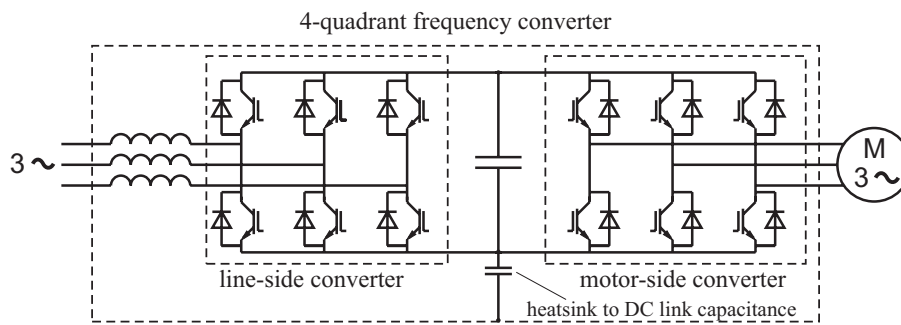 4-quadrant frequency converter
3 ~
M
3 ~
line-side converter
motor-side converter
heatsink to DC link capacitance